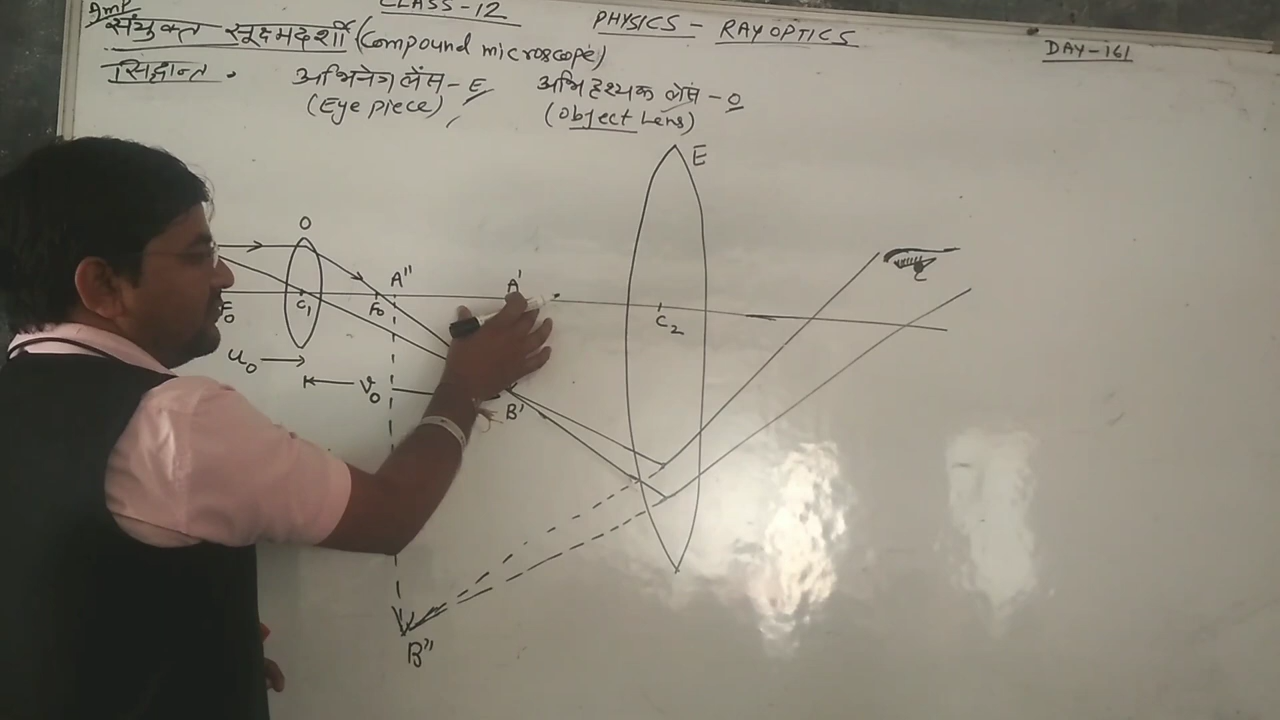 Imp
CLASS-12
PHYSICS - RAY OPTICS
DAY-161
संयुक्त सूक्ष्मदर्शी (Compound microscope)
सिद्धान्त.
अभिनेत्र लेंस - E
(Eye piece)
अभिदृश्यक लेंस - O
(Object Lens)
E
O
A"
A'
F₀
C₁
F₀
C₂
u₀
v₀
B'
B"